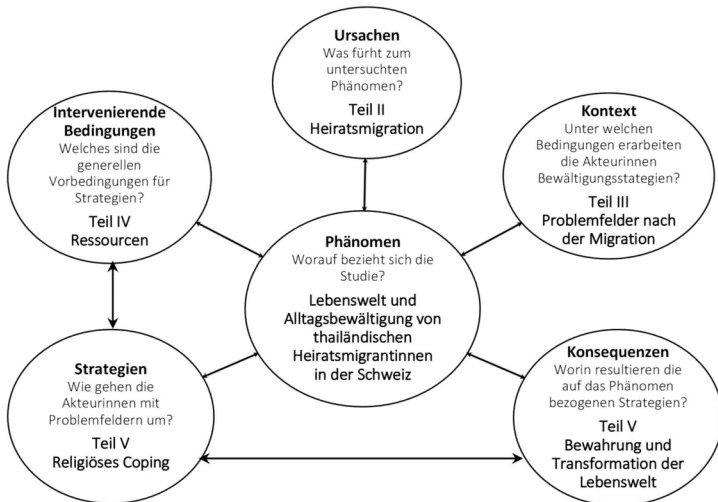 Ursachen
Was fürht zum
untersuchten
Phänomen?
Teil II
Heiratsmigration
Intervenierende
Bedingungen
Welches sind die
generellen
Vorbedingungen für
Strategien?
Teil IV
Ressourcen
Kontext
Unter welchen
Bedingungen erarbeiten
die Akteurinnen
Bewältigungsstategien?
Teil III
Problemfelder nach
der Migration
Phänomen
Worauf bezieht sich die
Studie?
Lebenswelt und
Alltagsbewältigung von
thailändischen
Heiratsmigrantinnen
in der Schweiz
Strategien
Wie gehen die
Akteurinnen mit
Problemfeldern um?
Teil V
Religiöses Coping
Konsequenzen
Worin resultieren die
auf das Phänomen
bezogenen Strategien?
Teil V
Bewahrung und
Transformation der
Lebenswelt